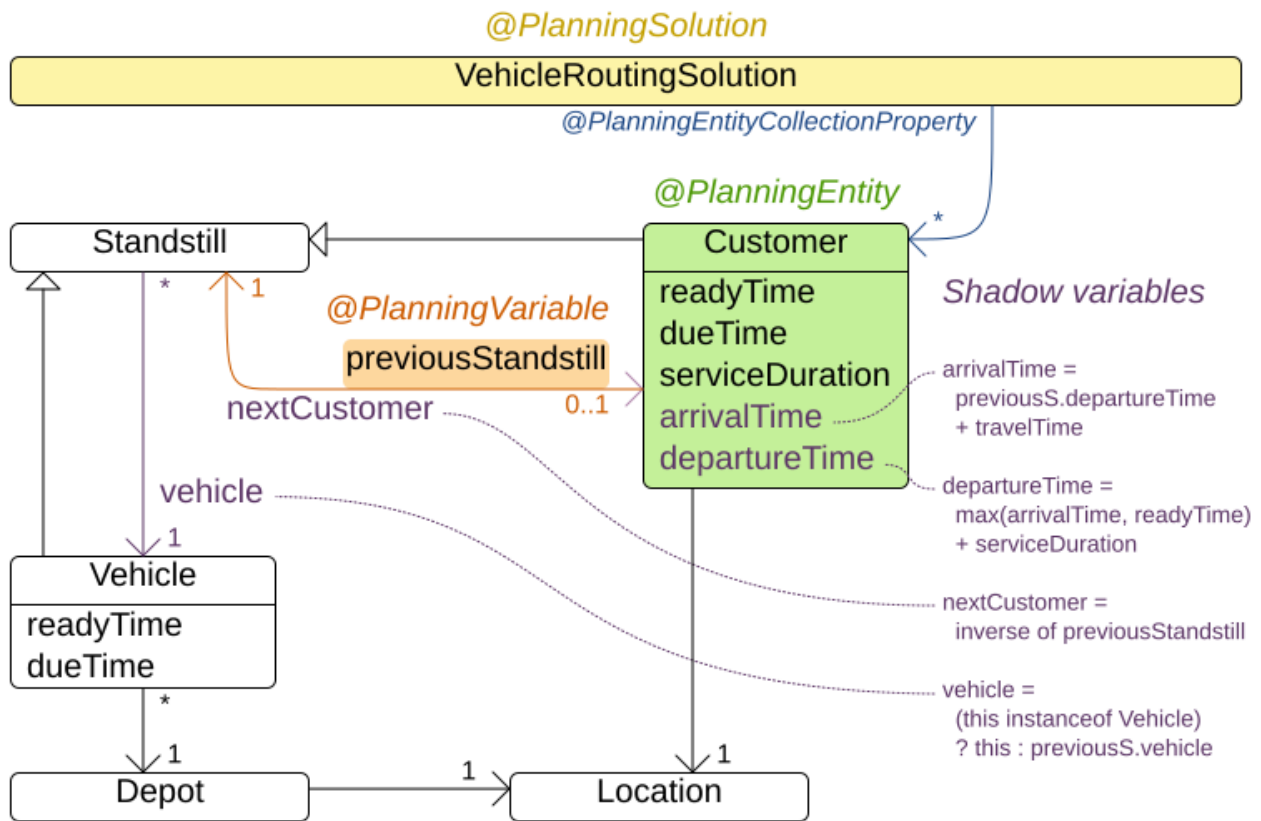 @PlanningSolution
VehicleRoutingSolution
@PlanningEntityCollectionProperty
@PlanningEntity
*
Standstill
Customer
*
1
@PlanningVariable
previousStandstill
0..1
nextCustomer
readyTime
dueTime
serviceDuration
arrivalTime
departureTime
Shadow variables
arrivalTime =
previousS.departureTime
+ travelTime
departureTime =
max(arrivalTime, readyTime)
+ serviceDuration
nextCustomer =
inverse of previousStandstill
vehicle =
(this instanceof Vehicle)
? this : previousS.vehicle
vehicle
1
Vehicle
readyTime
dueTime
*
1
Depot
1
1
Location